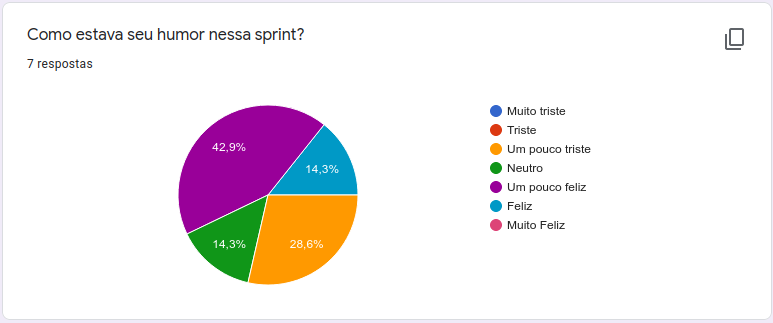 Como estava seu humor nessa sprint?
7 respostas
42,9%
14,3%
14,3%
28,6%
Muito triste
Triste
Um pouco triste
Neutro
Um pouco feliz
Feliz
Muito Feliz